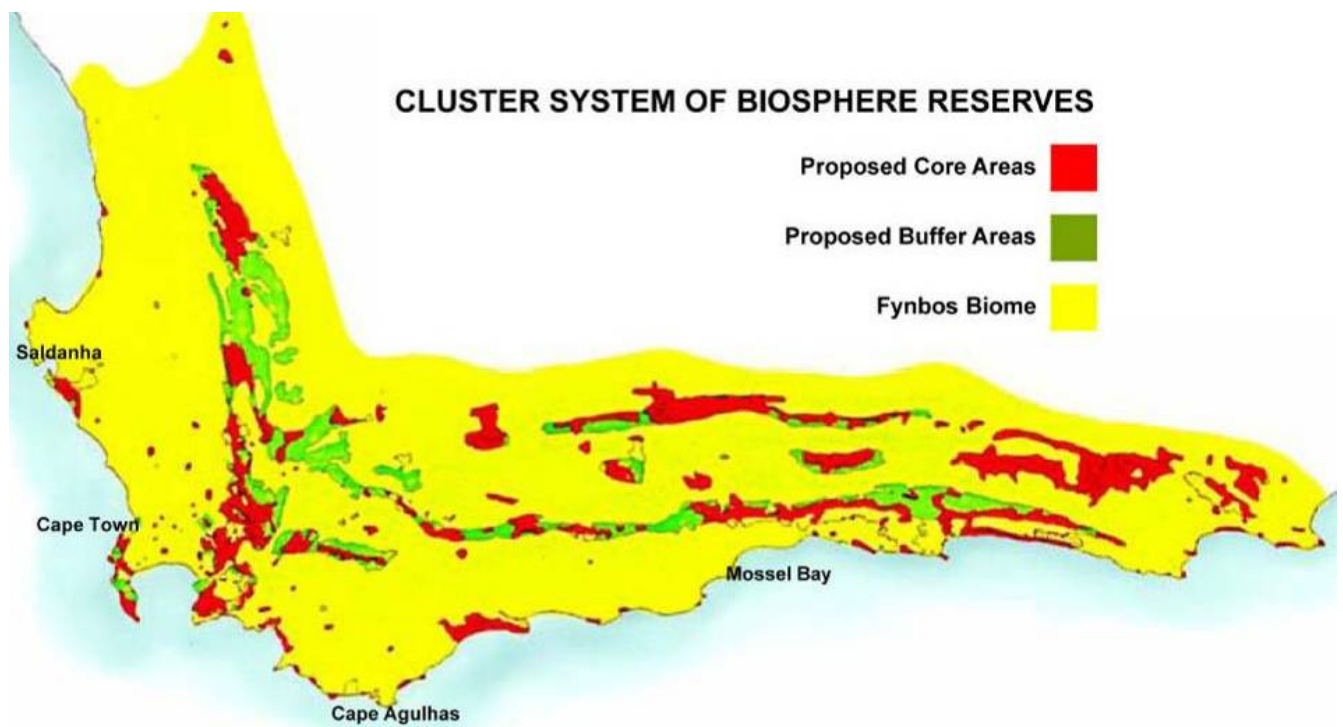 CLUSTER SYSTEM OF BIOSPHERE RESERVES
Proposed Core Areas
Proposed Buffer Areas
Fynbos Biome
Saldanha
Cape Town
Mossel Bay
Cape Agulhas